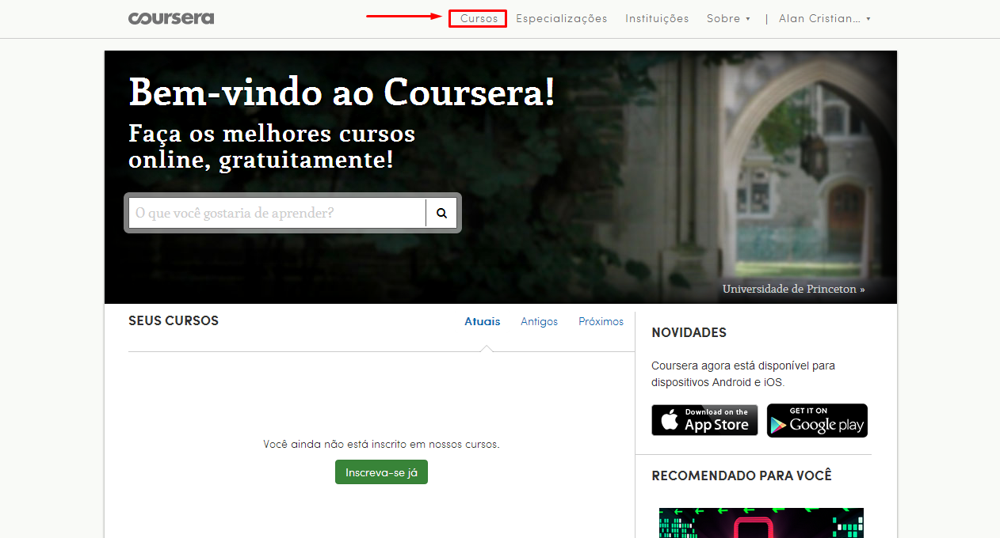 coursera
Cursos
Especializações
Instituições
Sobre ▾
|
Alan Cristian... ▾
Bem-vindo ao Coursera!
Faça os melhores cursos
online, gratuitamente!
O que você gostaria de aprender?
Universidade de Princeton »
SEUS CURSOS
Atuais
Antigos
Próximos
Você ainda não está inscrito em nossos cursos.
Inscreva-se já
NOVIDADES
Coursera agora está disponível para
dispositivos Android e iOS.
Download on the
App Store
GET IT ON
Google play
RECOMENDADO PARA VOCÊ